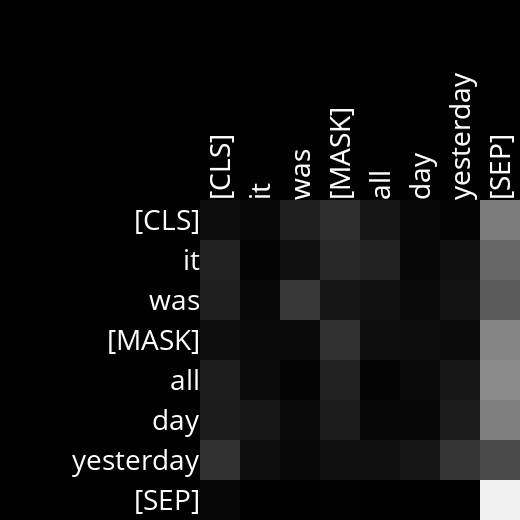 [CLS]
it
was
[MASK]
all
day
yesterday
[SEP]
[CLS]
it
was
[MASK]
all
day
yesterday
[SEP]